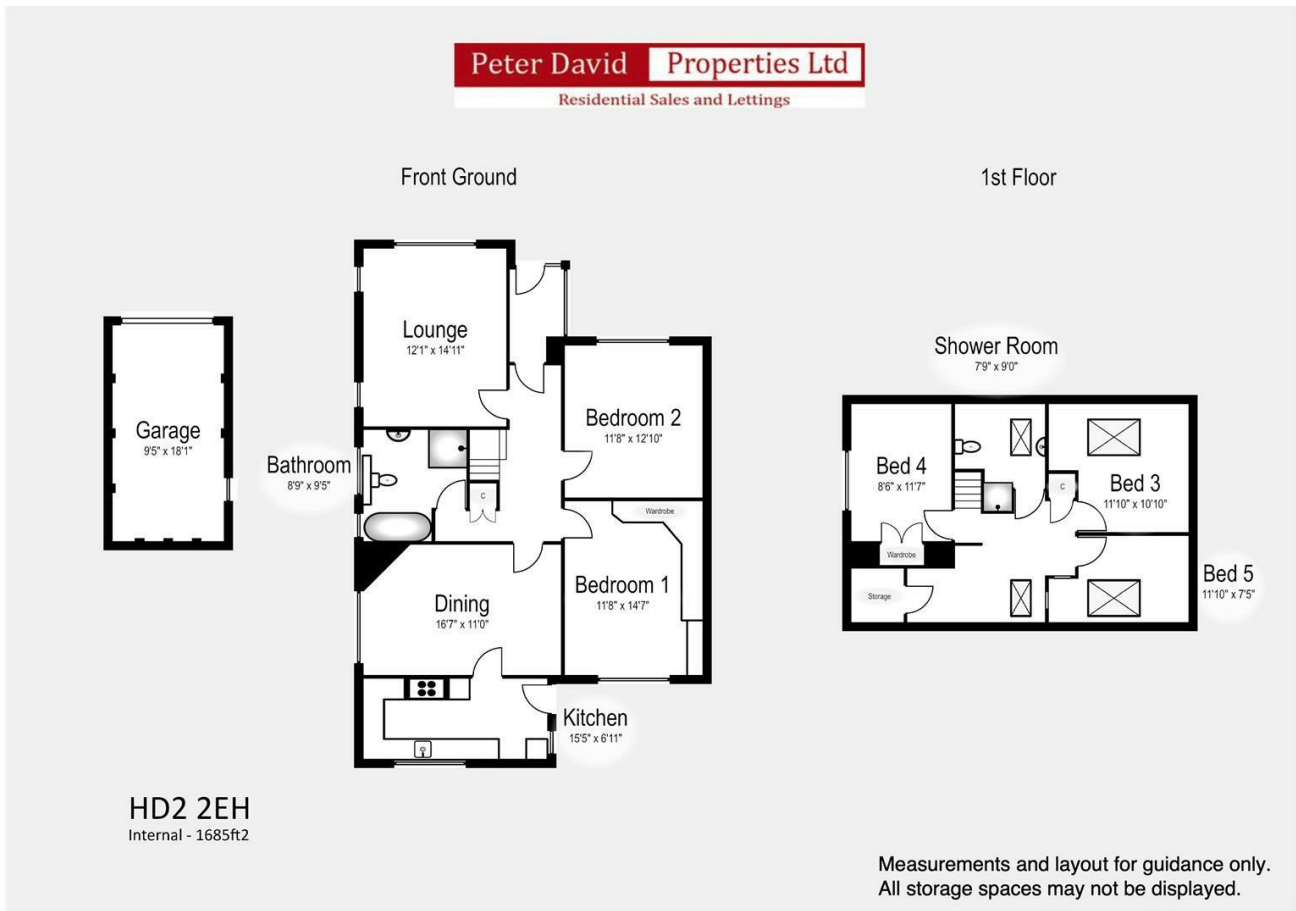 Peter David Properties Ltd
Residential Sales and Lettings
Front Ground
1st Floor
Lounge
12'1" x 14'11"
Garage
9'5" x 18'1"
Bathroom
8'9" x 9'5"
C
Bedroom 2
11'8" x 12'10"
Wardrobe
Bedroom 1
11'8" x 14'7"
Dining
16'7" x 11'0"
Kitchen
15'5" x 6'11"
Shower Room
7'9" x 9'0"
Bed 4
8'6" x 11'7"
Wardrobe
Storage
C
Bed 3
11'10" x 10'10"
Bed 5
11'10" x 7'5"
HD2 2EH
Internal - 1685ft2
Measurements and layout for guidance only.
All storage spaces may not be displayed.